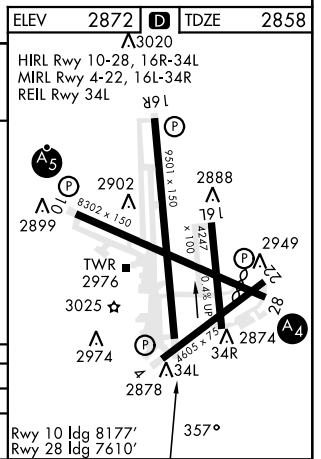 ELEV 2872 D TDZE 2858
3020
HIRL Rwy 10-28, 16R-34L
MIRL Rwy 4-22, 16L-34R
REIL Rwy 34L
16R
P
A5
P
10
8302 x 150
9501 x 150
2902
2899
2888
16L
4247 x 100
P
2949
22
TWR
2976
0.4% UP
28
3025
A4
2974
P
4605 x 75
2874
34R
34L
4
2878
357°
Rwy 10 ldg 8177'
Rwy 28 ldg 7610'